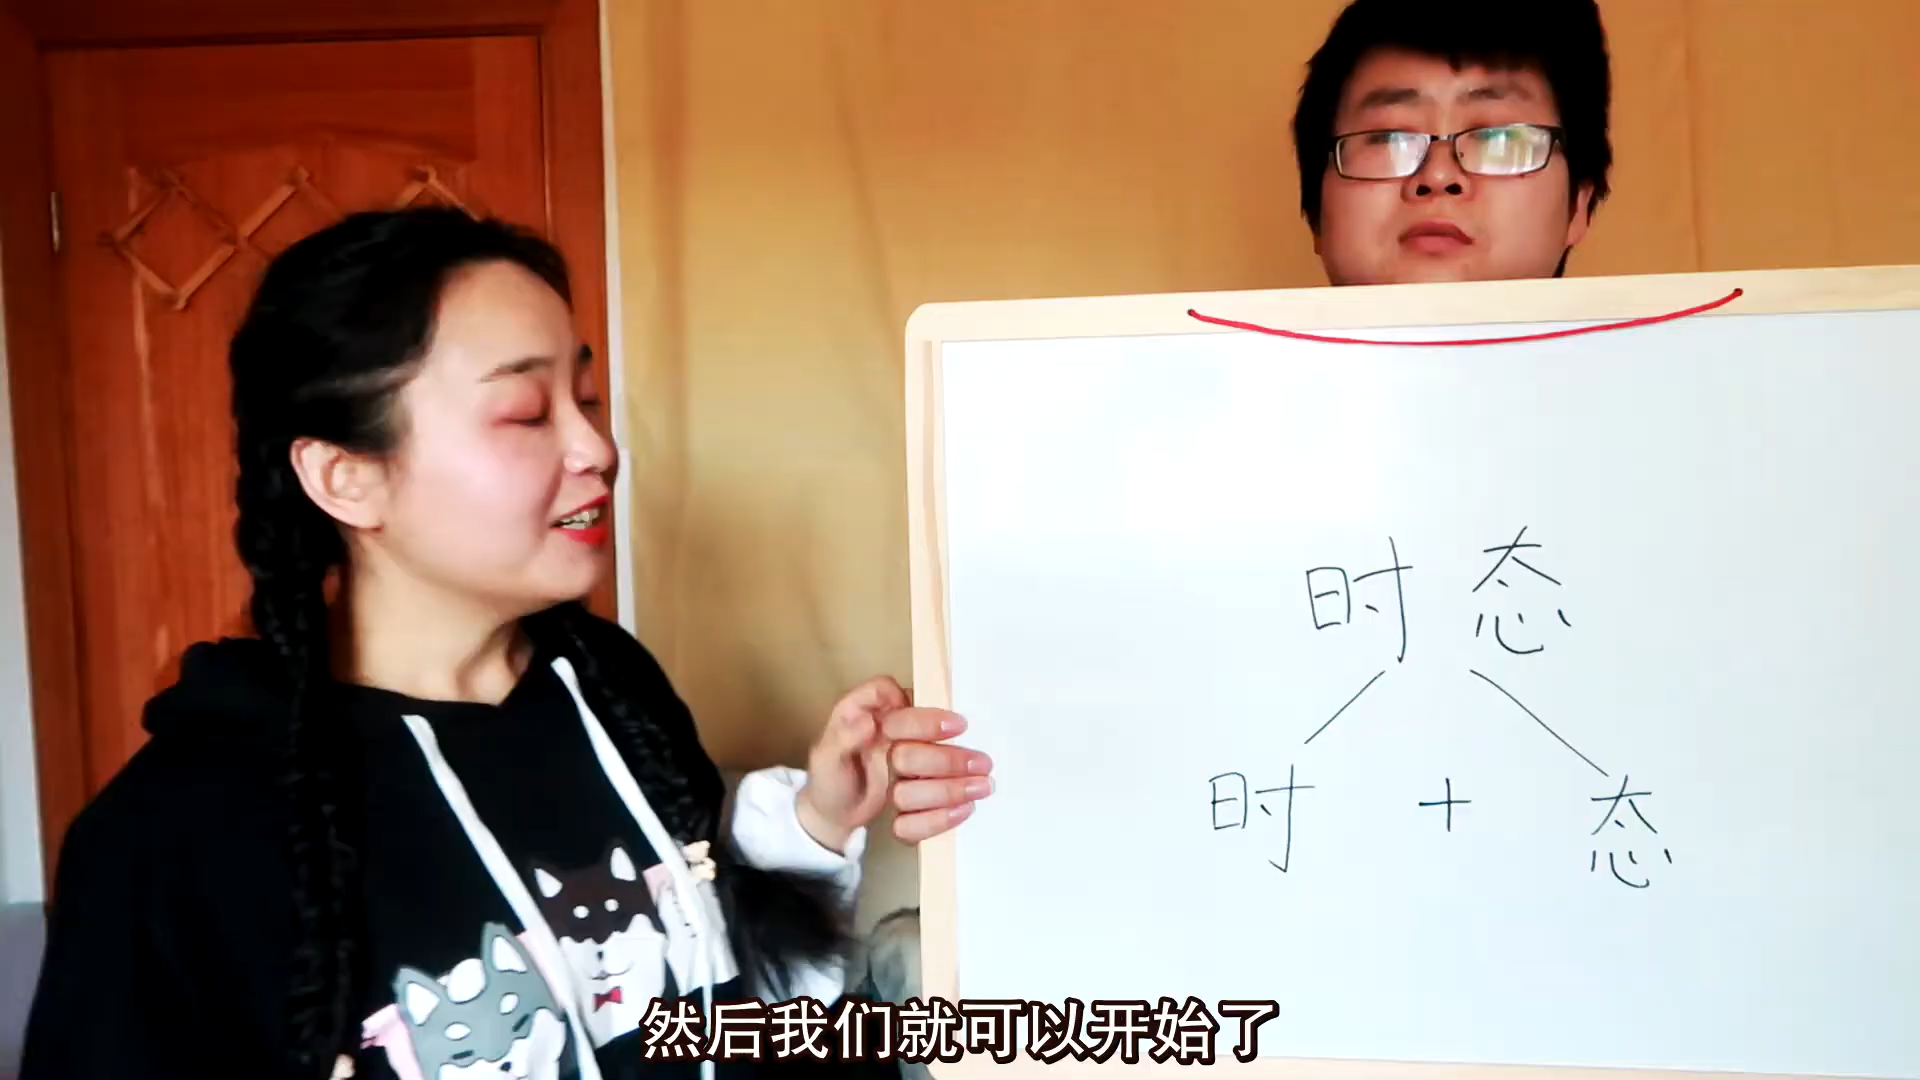 时态
时 + 态
然后我们就可以开始了